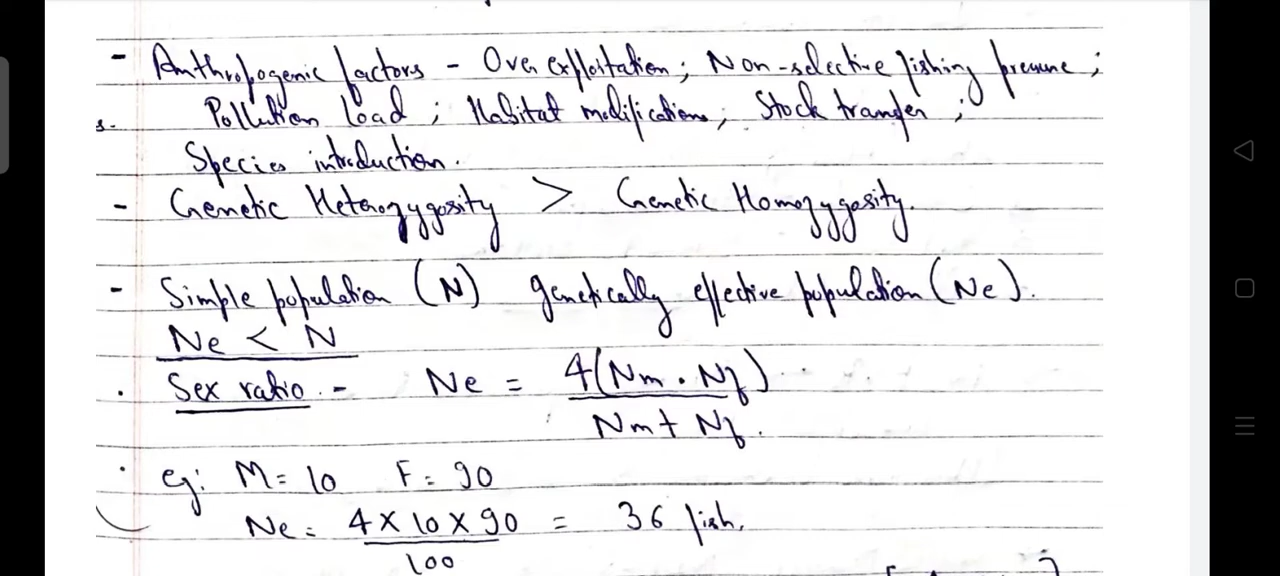 - Anthropogenic factors - Over exploitation; Non-selective fishing pressure;
Pollution load; Habitat modifications; Stock transfer;
Species introduction.
- Genetic Heterozygosity > Genetic Homozygosity.
- Simple population (N) genetically effective population (Ne).
Ne < N
. Sex ratio. - Ne = 4(Nm . Nf)
Nm + Nf.
. eg: M = 10 F = 90
Ne = 4 X 10 X 90 = 36 fish.
100